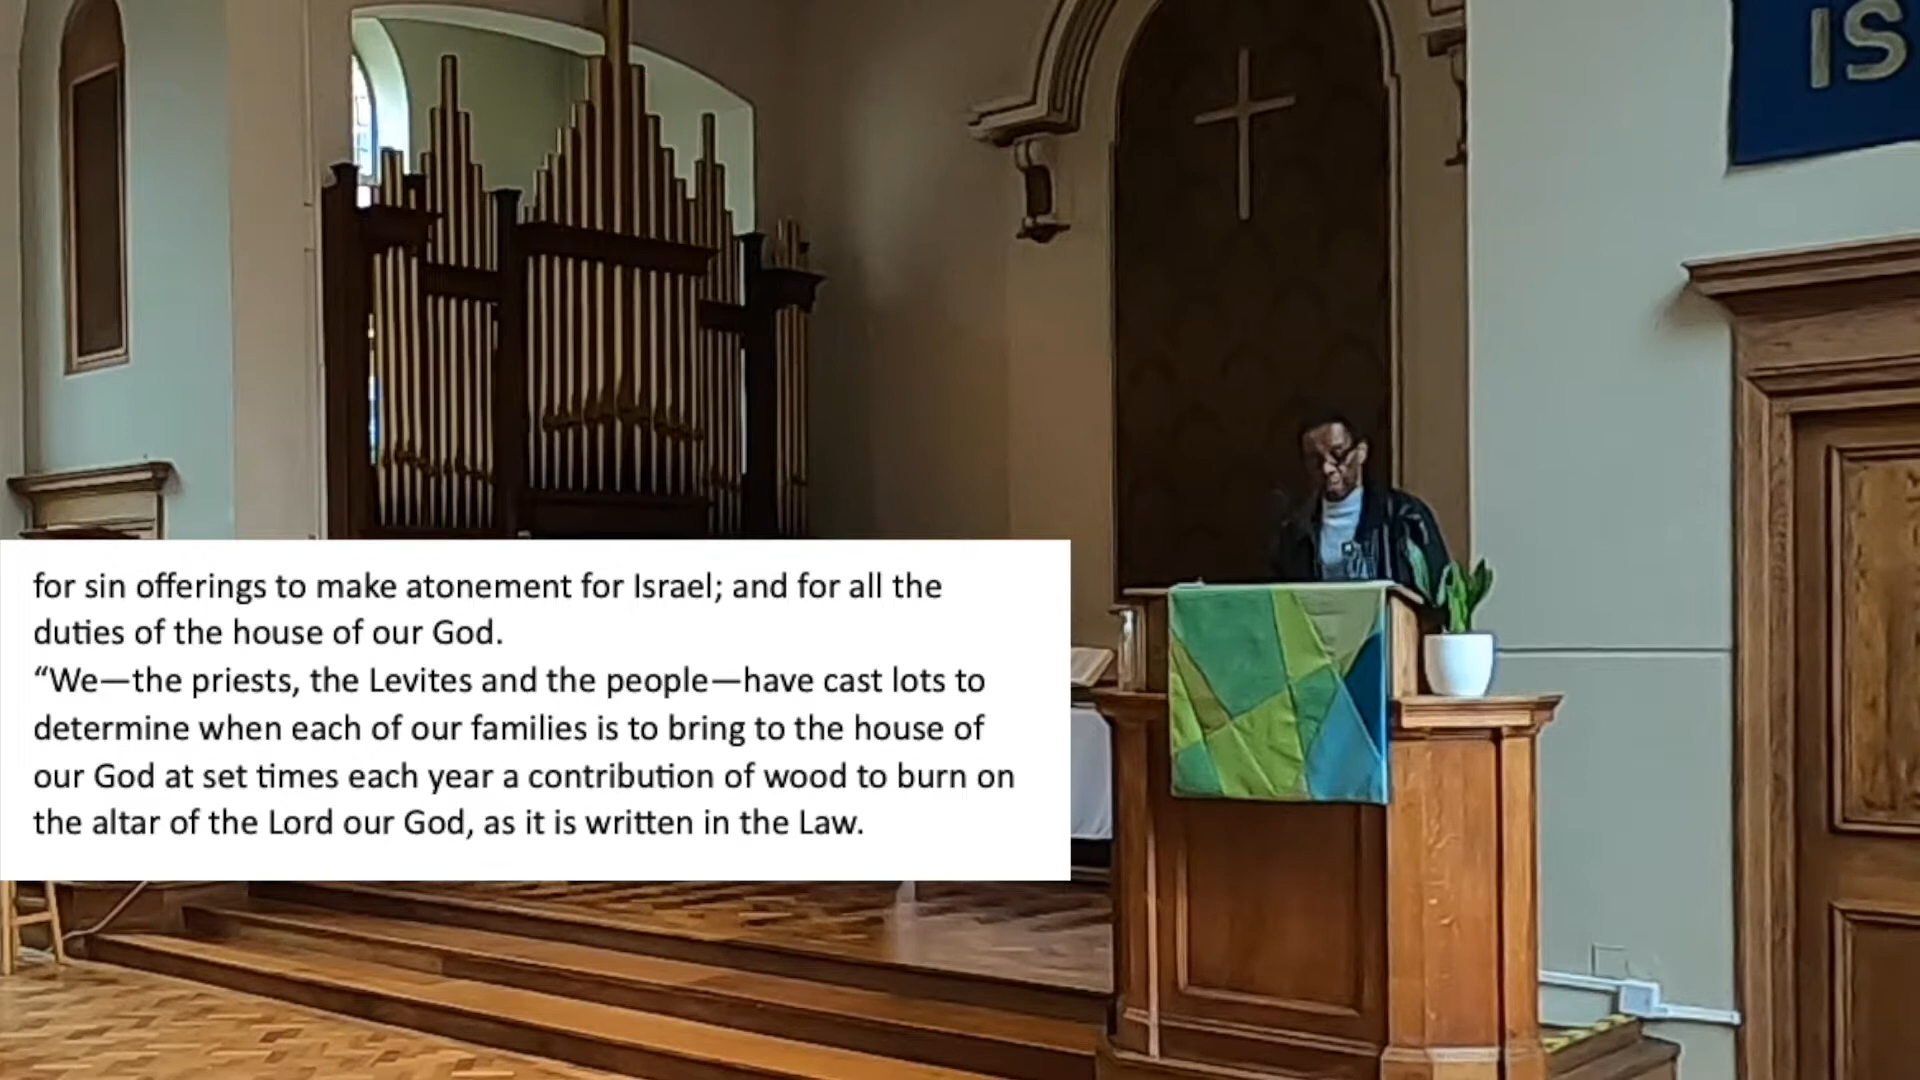 IS
for sin offerings to make atonement for Israel; and for all the
duties of the house of our God.
“We—the priests, the Levites and the people—have cast lots to
determine when each of our families is to bring to the house of
our God at set times each year a contribution of wood to burn on
the altar of the Lord our God, as it is written in the Law.